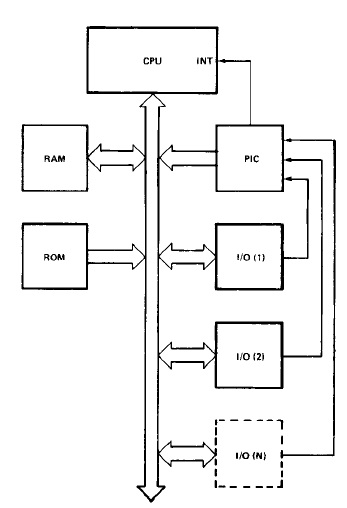 CPU INT
RAM
PIC
ROM
I/O (1)
I/O (2)
I/O (N)